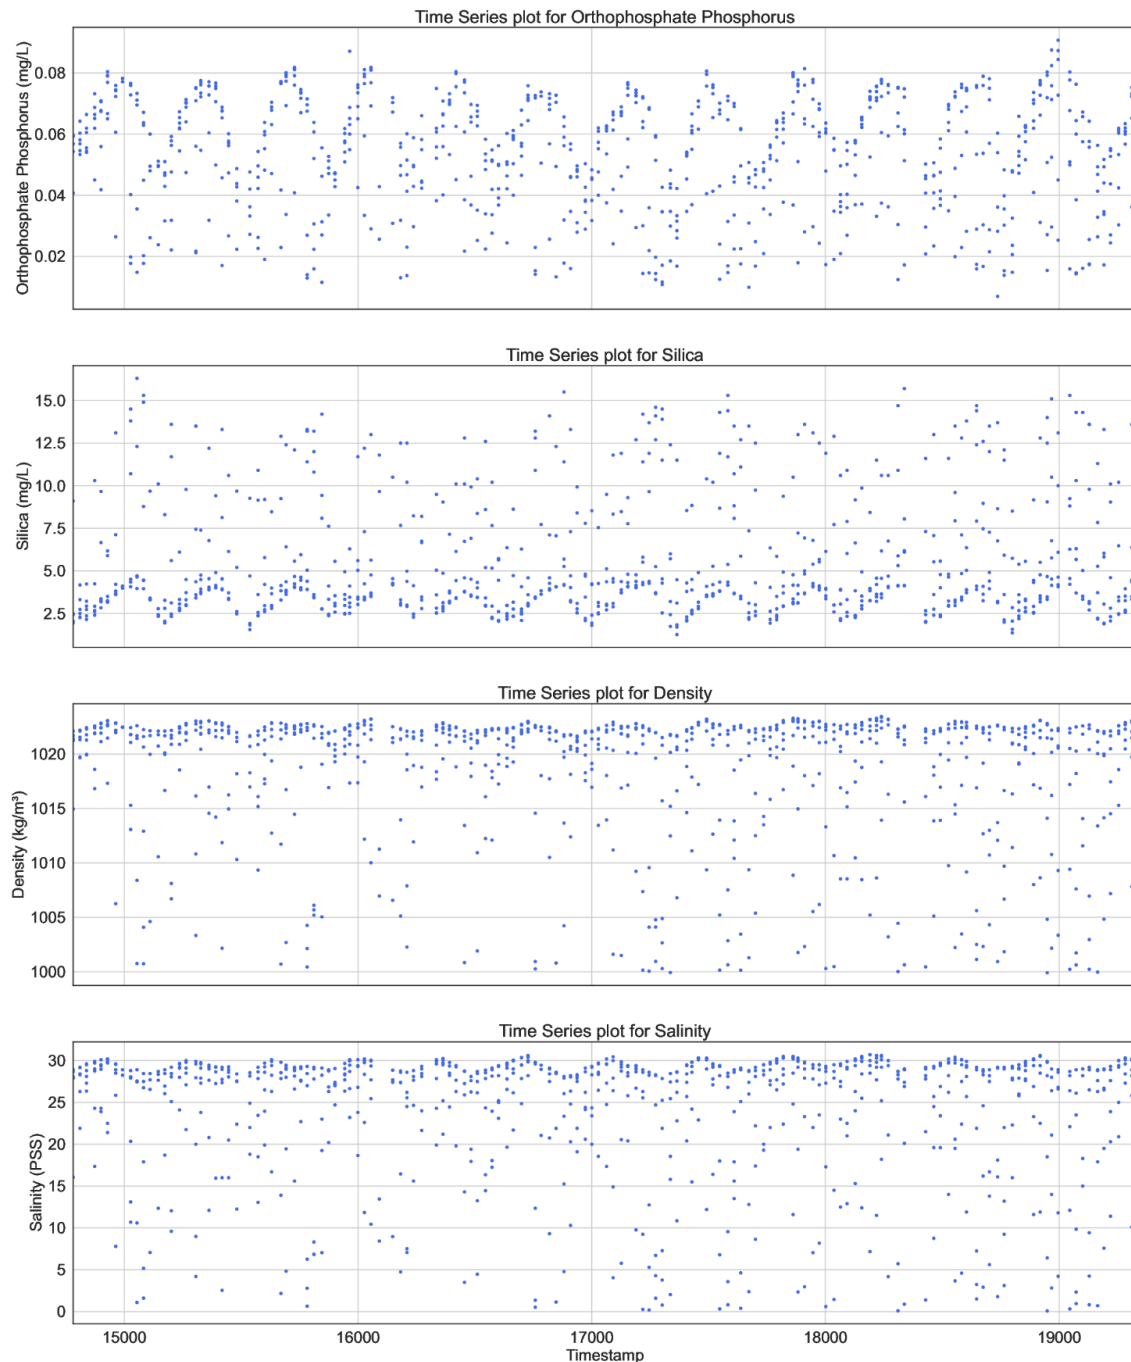 Time Series plot for Orthophosphate Phosphorus
Orthophosphate Phosphorus (mg/L)
0.08
0.06
0.04
0.02
Time Series plot for Silica
Silica (mg/L)
15.0
12.5
10.0
7.5
5.0
2.5
Time Series plot for Density
Density (kg/m³)
1020
1015
1010
1005
1000
Time Series plot for Salinity
Salinity (PSS)
30
25
20
15
10
5
0
15000 16000 17000 18000 19000
Timestamp